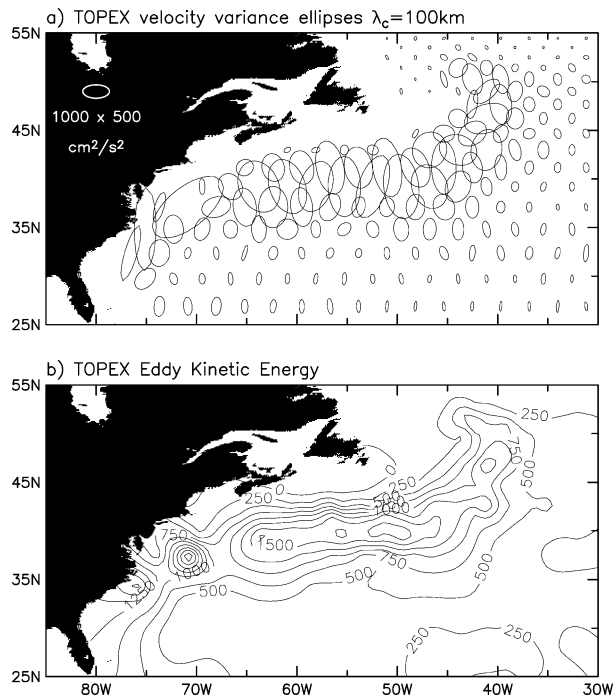 a) TOPEX velocity variance ellipses λc=100km
55N
45N
35N
25N
1000 x 500
cm²/s²
b) TOPEX Eddy Kinetic Energy
55N
45N
35N
25N
250
750
500
0
250
250
1000
750
1000
1250
1500
500
750
500
500
250
250
80W 70W 60W 50W 40W 30W